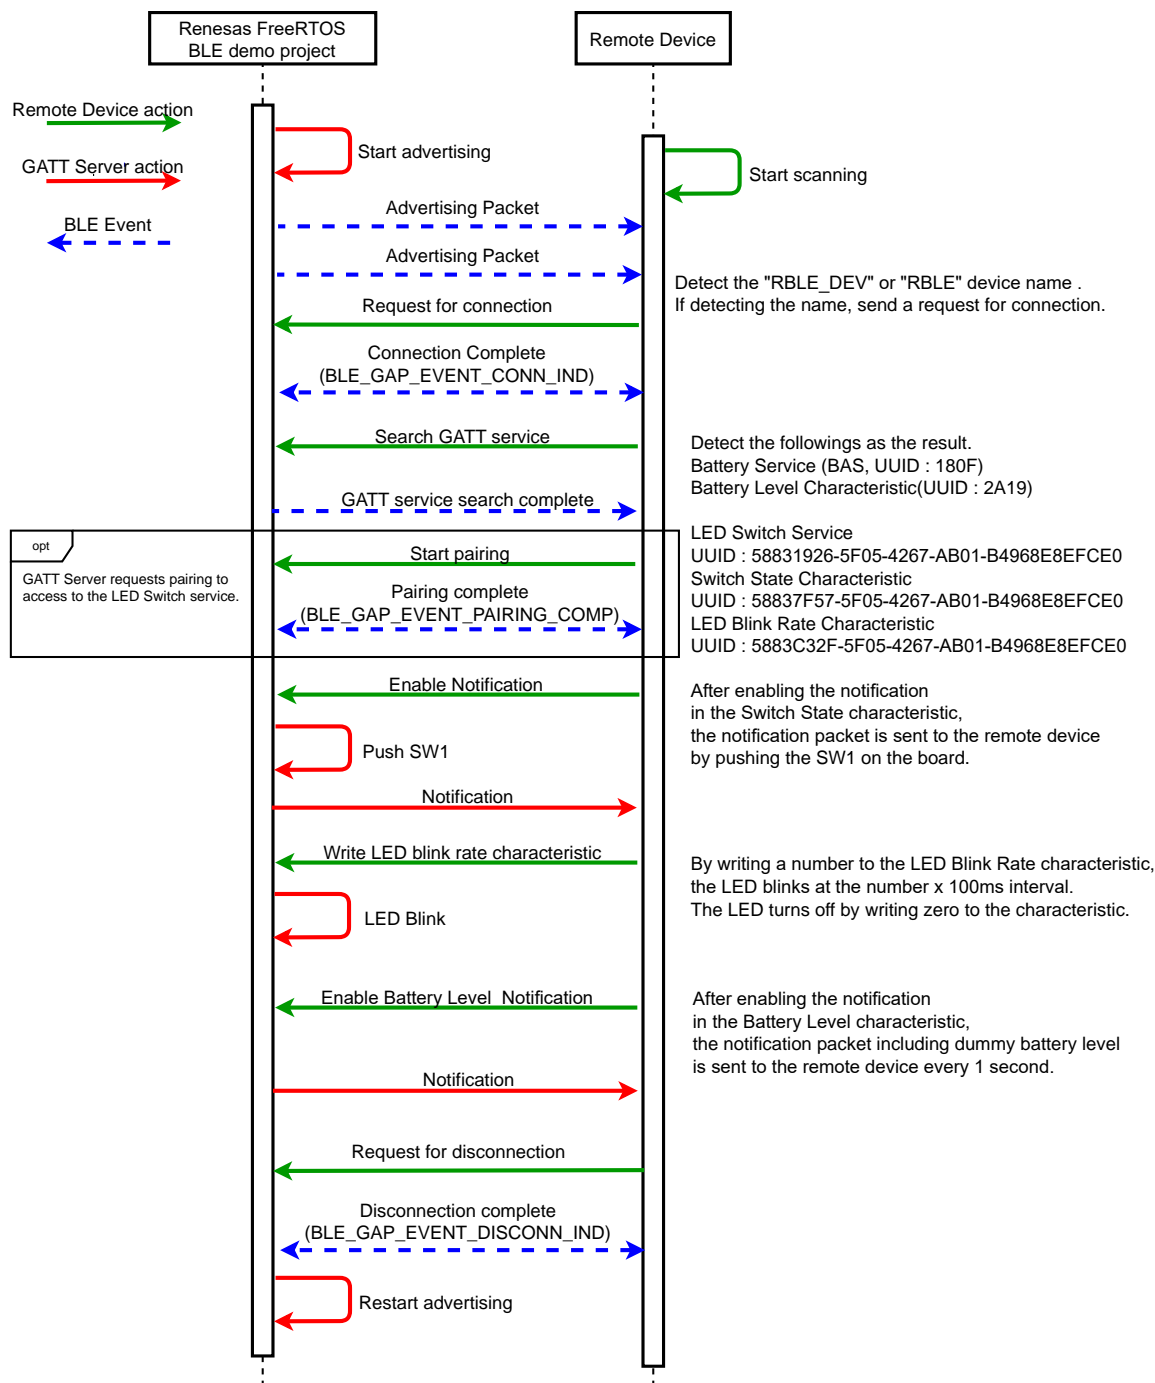 Renesas FreeRTOS
BLE demo project
Remote Device
Remote Device action
GATT Server action
BLE Event
Start advertising
Start scanning
Advertising Packet
Advertising Packet
Detect the "RBLE_DEV" or "RBLE" device name .
If detecting the name, send a request for connection.
Request for connection
Connection Complete
(BLE_GAP_EVENT_CONN_IND)
Search GATT service
Detect the followings as the result.
Battery Service (BAS, UUID : 180F)
Battery Level Characteristic(UUID : 2A19)
GATT service search complete
LED Switch Service
UUID : 58831926-5F05-4267-AB01-B4968E8EFCE0
Switch State Characteristic
UUID : 58837F57-5F05-4267-AB01-B4968E8EFCE0
LED Blink Rate Characteristic
UUID : 5883C32F-5F05-4267-AB01-B4968E8EFCE0
opt
GATT Server requests pairing to
access to the LED Switch service.
Start pairing
Pairing complete
(BLE_GAP_EVENT_PAIRING_COMP)
Enable Notification
After enabling the notification
in the Switch State characteristic,
the notification packet is sent to the remote device
by pushing the SW1 on the board.
Push SW1
Notification
Write LED blink rate characteristic
By writing a number to the LED Blink Rate characteristic,
the LED blinks at the number x 100ms interval.
The LED turns off by writing zero to the characteristic.
LED Blink
Enable Battery Level  Notification
After enabling the notification
in the Battery Level characteristic,
the notification packet including dummy battery level
is sent to the remote device every 1 second.
Notification
Request for disconnection
Disconnection complete
(BLE_GAP_EVENT_DISCONN_IND)
Restart advertising